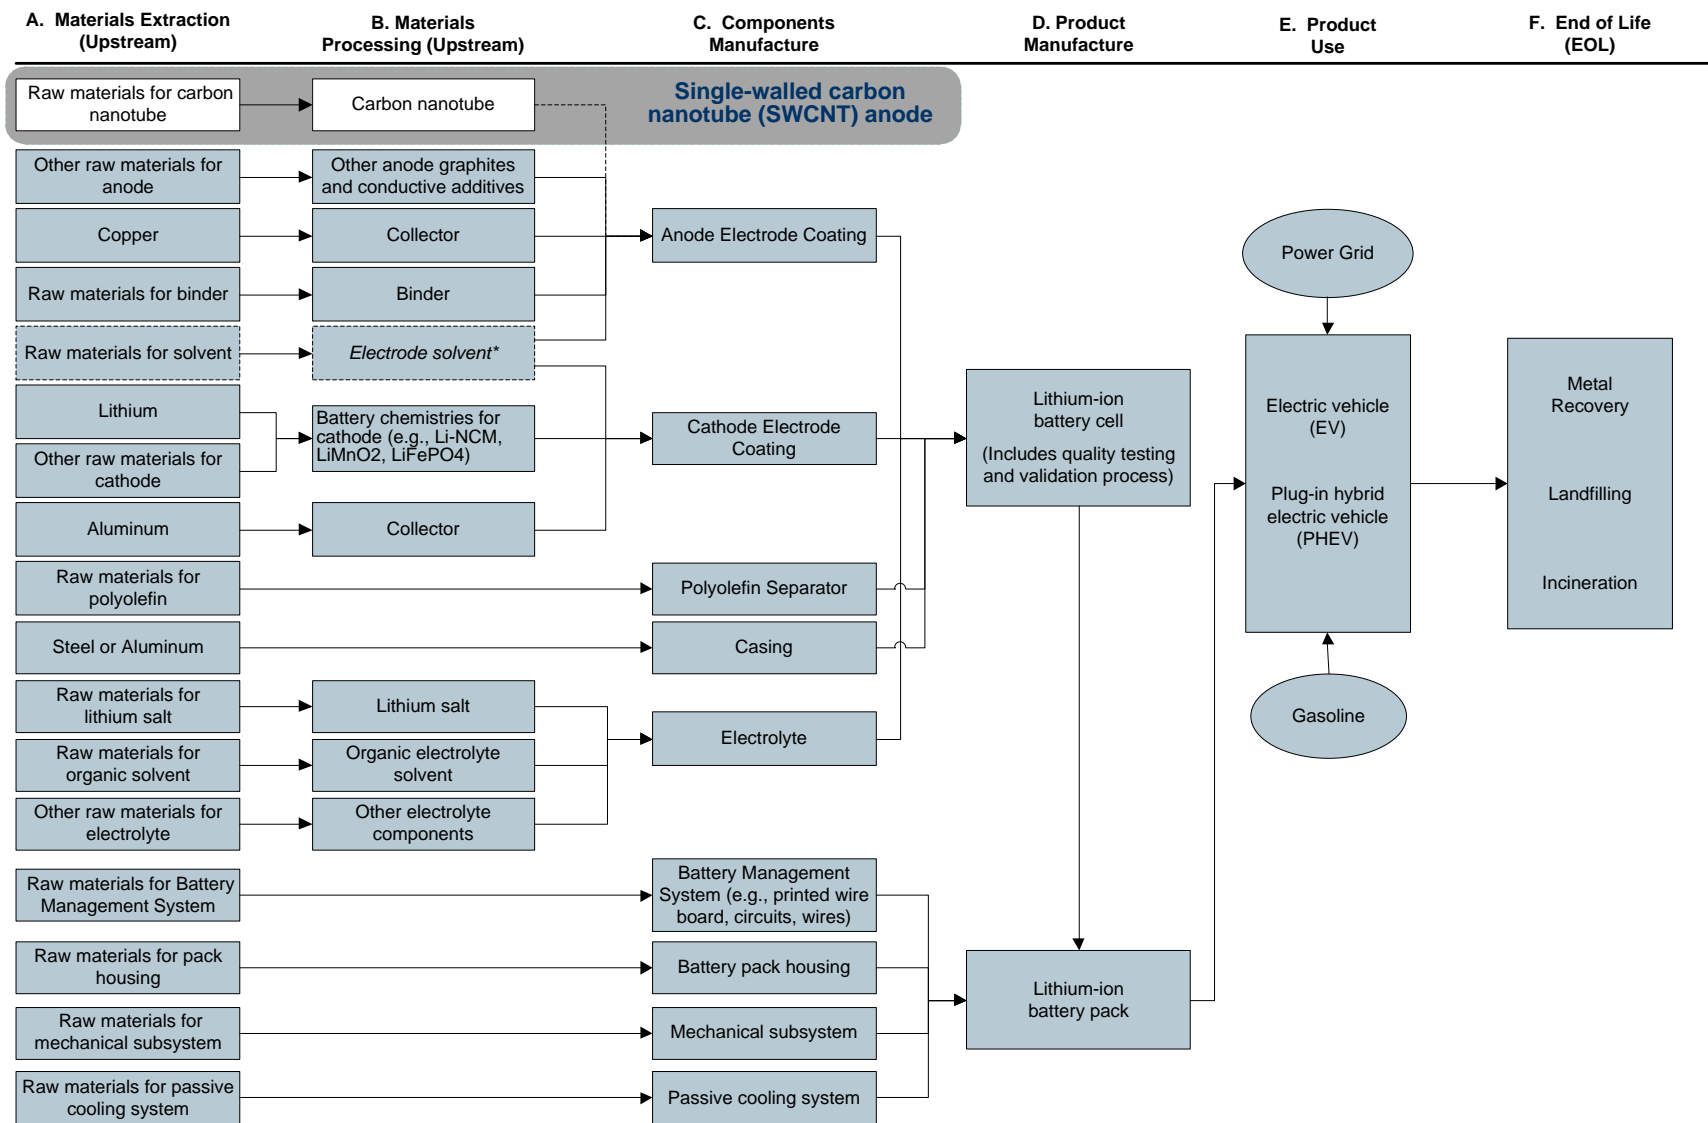 A. Materials Extraction
(Upstream)
B. Materials
Processing (Upstream)
C. Components
Manufacture
D. Product
Manufacture
E. Product
Use
F. End of Life
(EOL)
Raw materials for carbon
nanotube
Carbon nanotube
Single-walled carbon
nanotube (SWCNT) anode
Other raw materials for
anode
Other anode graphites
and conductive additives
Copper
Collector
Anode Electrode Coating
Raw materials for binder
Binder
Raw materials for solvent
Electrode solvent*
Lithium
Other raw materials for
cathode
Battery chemistries for
cathode (e.g., Li-NCM,
LiMnO2, LiFePO4)
Cathode Electrode
Coating
Aluminum
Collector
Raw materials for
polyolefin
Polyolefin Separator
Steel or Aluminum
Casing
Raw materials for
lithium salt
Lithium salt
Raw materials for
organic solvent
Organic electrolyte
solvent
Electrolyte
Other raw materials for
electrolyte
Other electrolyte
components
Raw materials for Battery
Management System
Battery Management
System (e.g., printed wire
board, circuits, wires)
Raw materials for pack
housing
Battery pack housing
Raw materials for
mechanical subsystem
Mechanical subsystem
Raw materials for passive
cooling system
Passive cooling system
Lithium-ion
battery cell
(Includes quality testing
and validation process)
Lithium-ion
battery pack
Power Grid
Electric vehicle
(EV)
Plug-in hybrid
electric vehicle
(PHEV)
Gasoline
Metal
Recovery
Landfilling
Incineration